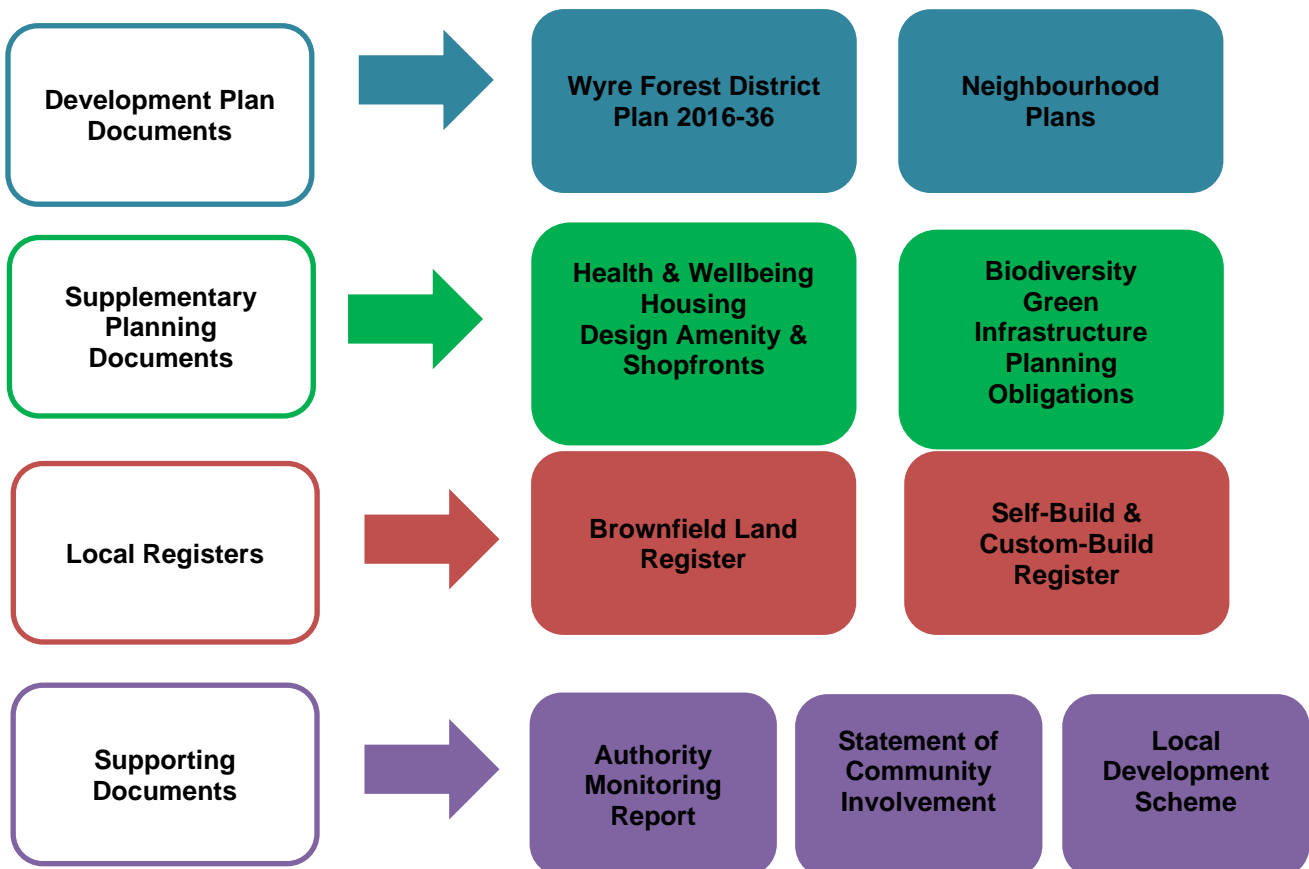 Development Plan
Documents
Wyre Forest District
Plan 2016-36
Neighbourhood
Plans
Supplementary
Planning
Documents
Health & Wellbeing
Housing
Design Amenity &
Shopfronts
Biodiversity
Green
Infrastructure
Planning
Obligations
Local Registers
Brownfield Land
Register
Self-Build &
Custom-Build
Register
Supporting
Documents
Authority
Monitoring
Report
Statement of
Community
Involvement
Local
Development
Scheme